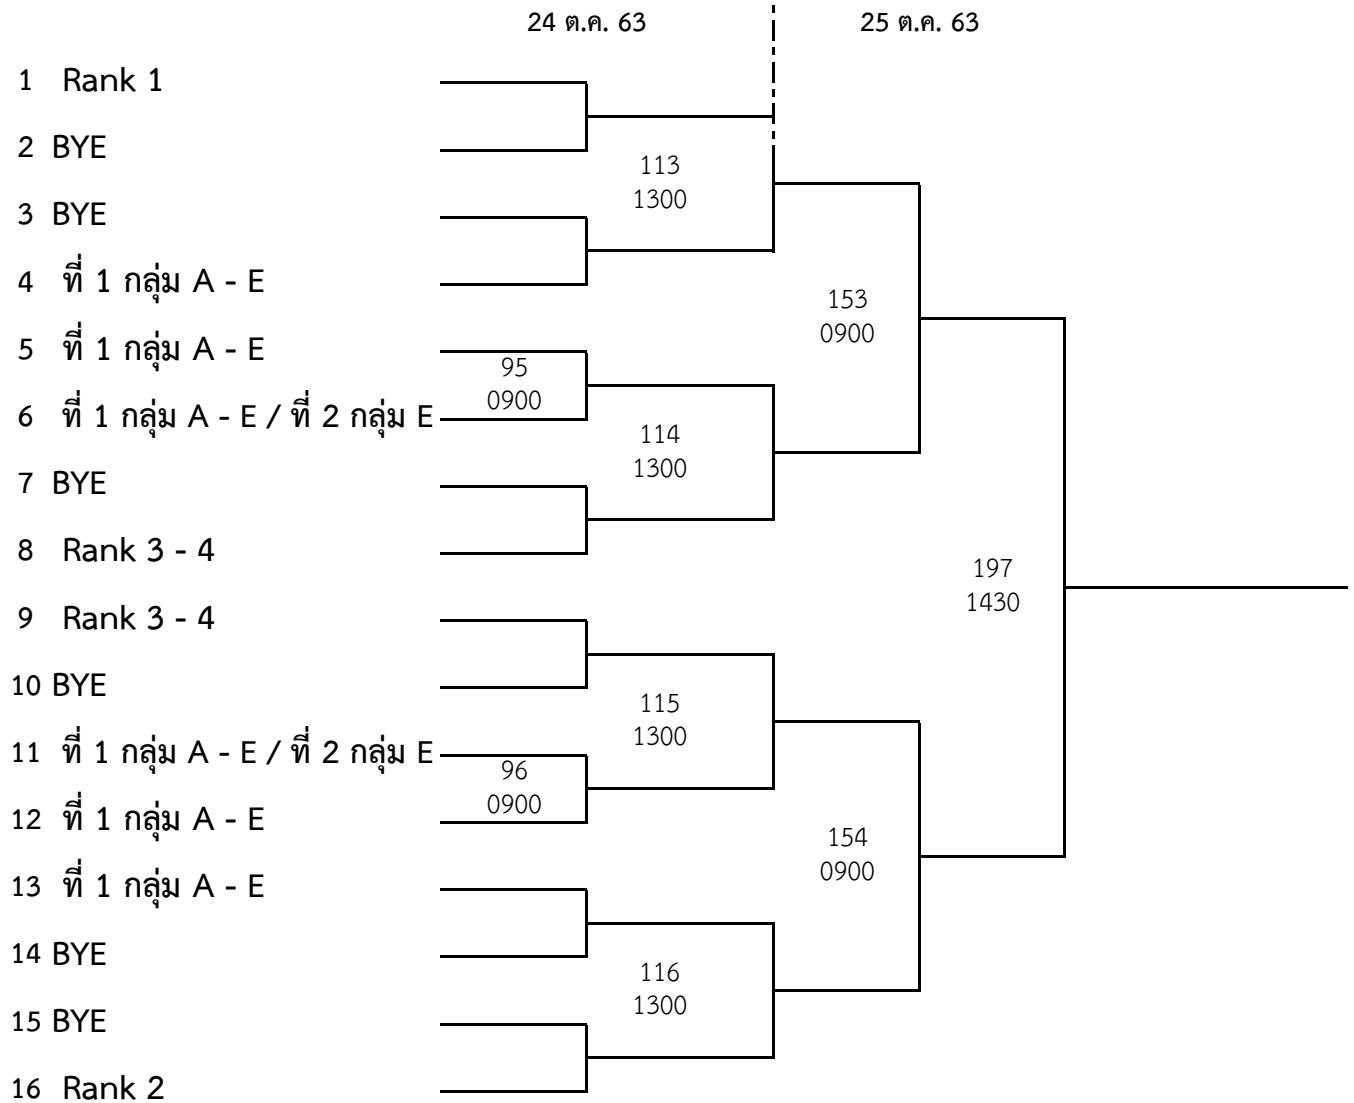 24 ต.ค. 63
25 ต.ค. 63
1 Rank 1
2 BYE
113
1300
3 BYE
4 ที่ 1 กลุ่ม A - E
153
0900
5 ที่ 1 กลุ่ม A - E
95
0900
6 ที่ 1 กลุ่ม A - E / ที่ 2 กลุ่ม E
114
1300
7 BYE
8 Rank 3 - 4
197
1430
9 Rank 3 - 4
10 BYE
115
1300
11 ที่ 1 กลุ่ม A - E / ที่ 2 กลุ่ม E
96
0900
12 ที่ 1 กลุ่ม A - E
154
0900
13 ที่ 1 กลุ่ม A - E
14 BYE
116
1300
15 BYE
16 Rank 2